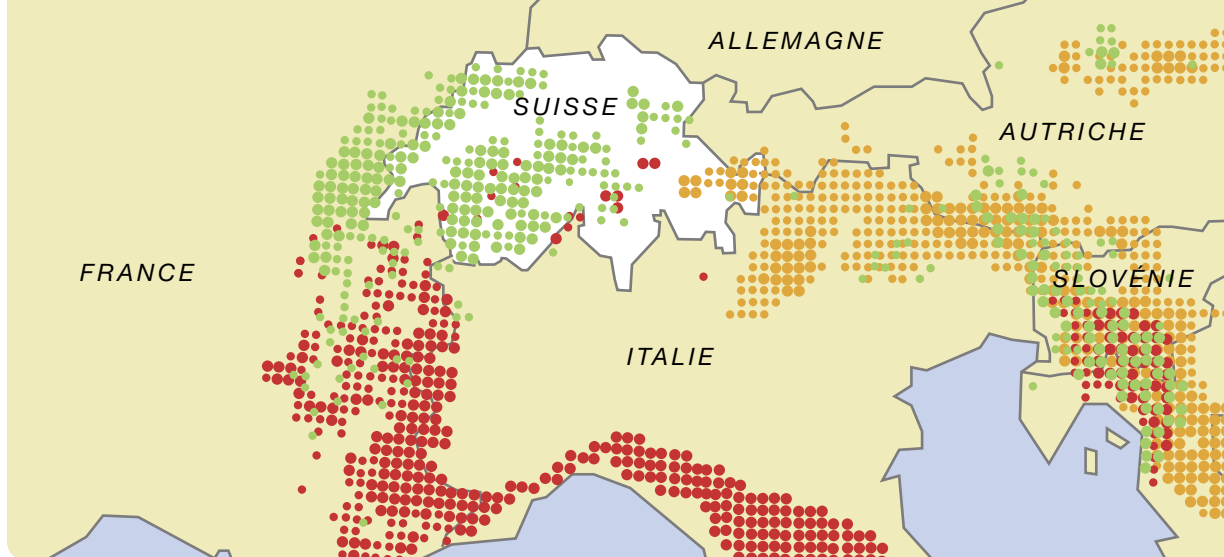 ALLEMAGNE
SUISSE
AUTRICHE
FRANCE
SLOVÉNIE
ITALIE